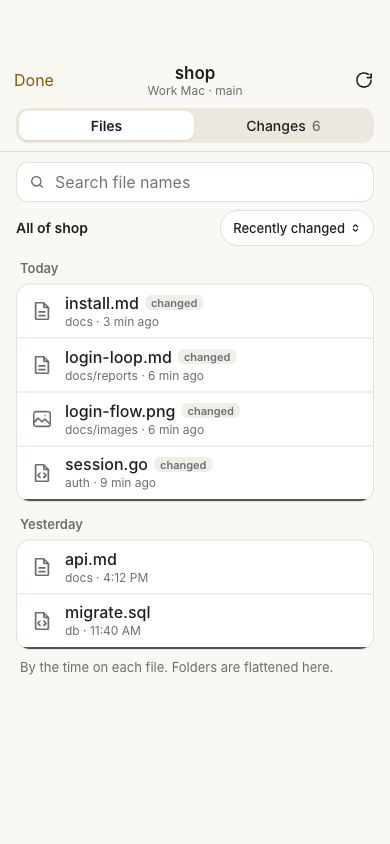 Done
shop
Work Mac · main
Files
Changes 6
Search file names
All of shop
Recently changed
Today
install.md changed
docs · 3 min ago
login-loop.md changed
docs/reports · 6 min ago
login-flow.png changed
docs/images · 6 min ago
session.go changed
auth · 9 min ago
Yesterday
api.md
docs · 4:12 PM
migrate.sql
db · 11:40 AM
By the time on each file. Folders are flattened here.